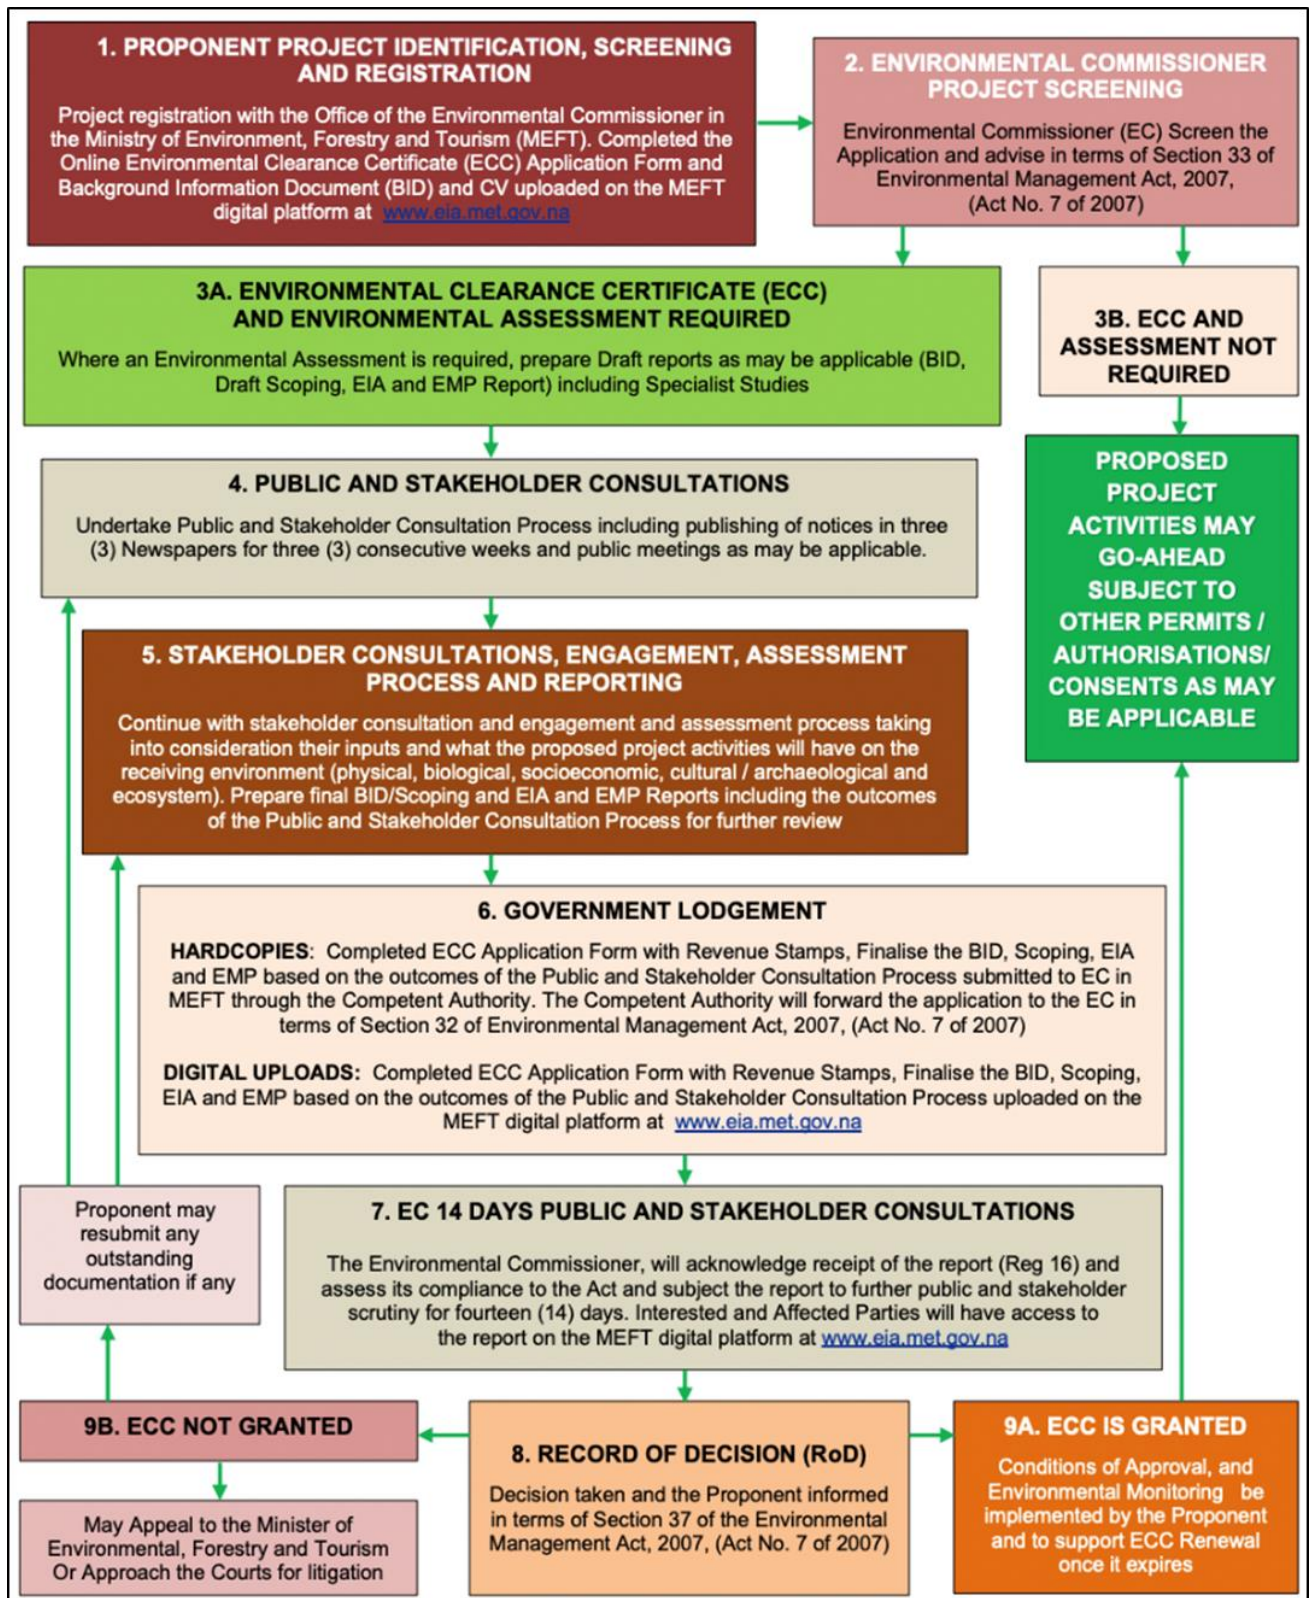 1. PROPONENT PROJECT IDENTIFICATION, SCREENING
AND REGISTRATION
Project registration with the Office of the Environmental Commissioner in
the Ministry of Environment, Forestry and Tourism (MEFT). Completed the
Online Environmental Clearance Certificate (ECC) Application Form and
Background Information Document (BID) and CV uploaded on the MEFT
digital platform at www.eia.met.gov.na
2. ENVIRONMENTAL COMMISSIONER
PROJECT SCREENING
Environmental Commissioner (EC) Screen the
Application and advise in terms of Section 33 of
Environmental Management Act, 2007,
(Act No. 7 of 2007)
3A. ENVIRONMENTAL CLEARANCE CERTIFICATE (ECC)
AND ENVIRONMENTAL ASSESSMENT REQUIRED
Where an Environmental Assessment is required, prepare Draft reports as may be applicable (BID,
Draft Scoping, EIA and EMP Report) including Specialist Studies
3B. ECC AND
ASSESSMENT NOT
REQUIRED
PROPOSED
PROJECT
ACTIVITIES MAY
GO-AHEAD
SUBJECT TO
OTHER PERMITS /
AUTHORISATIONS/
CONSENTS AS MAY
BE APPLICABLE
4. PUBLIC AND STAKEHOLDER CONSULTATIONS
Undertake Public and Stakeholder Consultation Process including publishing of notices in three
(3) Newspapers for three (3) consecutive weeks and public meetings as may be applicable.
5. STAKEHOLDER CONSULTATIONS, ENGAGEMENT, ASSESSMENT
PROCESS AND REPORTING
Continue with stakeholder consultation and engagement and assessment process taking
into consideration their inputs and what the proposed project activities will have on the
receiving environment (physical, biological, socioeconomic, cultural / archaeological and
ecosystem). Prepare final BID/Scoping and EIA and EMP Reports including the outcomes
of the Public and Stakeholder Consultation Process for further review
6. GOVERNMENT LODGEMENT
HARDCOPIES: Completed ECC Application Form with Revenue Stamps, Finalise the BID, Scoping, EIA
and EMP based on the outcomes of the Public and Stakeholder Consultation Process submitted to EC in
MEFT through the Competent Authority. The Competent Authority will forward the application to the EC in
terms of Section 32 of Environmental Management Act, 2007, (Act No. 7 of 2007)
DIGITAL UPLOADS: Completed ECC Application Form with Revenue Stamps, Finalise the BID, Scoping,
EIA and EMP based on the outcomes of the Public and Stakeholder Consultation Process uploaded on the
MEFT digital platform at www.eia.met.gov.na
Proponent may
resubmit any
outstanding
documentation if any
7. EC 14 DAYS PUBLIC AND STAKEHOLDER CONSULTATIONS
The Environmental Commissioner, will acknowledge receipt of the report (Reg 16) and
assess its compliance to the Act and subject the report to further public and stakeholder
scrutiny for fourteen (14) days. Interested and Affected Parties will have access to
the report on the MEFT digital platform at www.eia.met.gov.na
9B. ECC NOT GRANTED
May Appeal to the Minister of
Environmental, Forestry and Tourism
Or Approach the Courts for litigation
8. RECORD OF DECISION (RoD)
Decision taken and the Proponent informed
in terms of Section 37 of the Environmental
Management Act, 2007, (Act No. 7 of 2007)
9A. ECC IS GRANTED
Conditions of Approval, and
Environmental Monitoring be
implemented by the Proponent
and to support ECC Renewal
once it expires